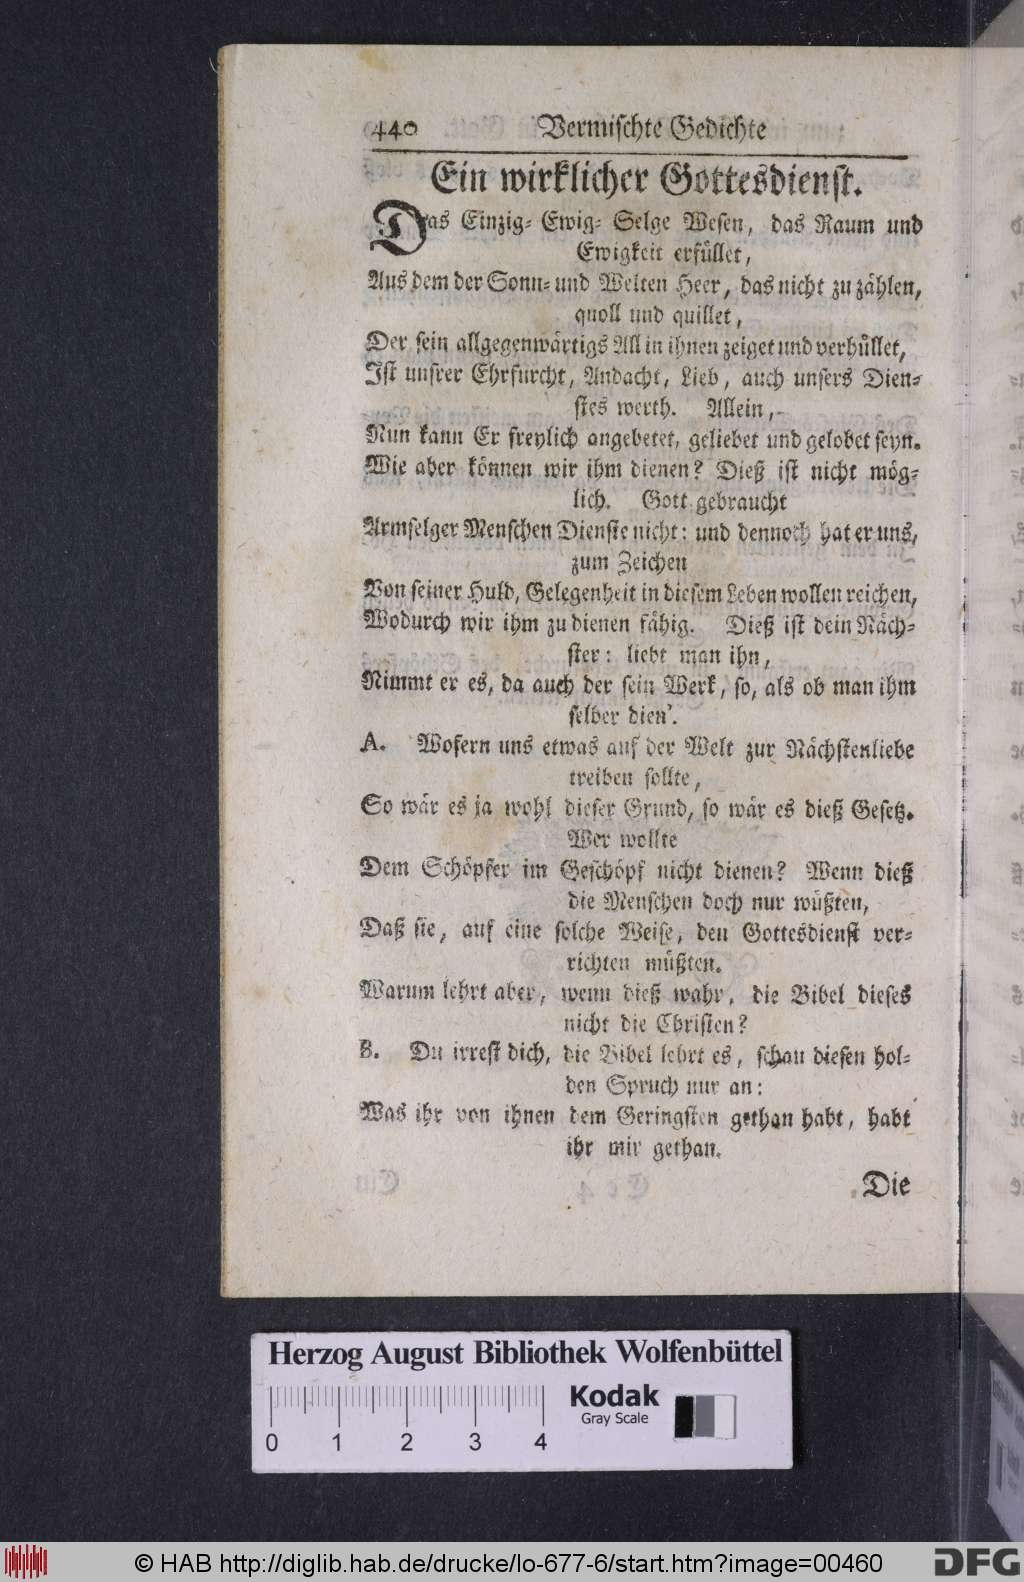 440 Vermischte Gedichte
Ein wirklicher Gottesdienst.
Das Einzig- Ewig- Selge Wesen, das Raum und
Ewigkeit erfüllet,
Aus dem der Sonn- und Welten Heer, das nicht zu zählen,
quoll und quillet,
Der sein allgegenwärtigs All in ihnen zeiget und verhüllet,
Ist unsrer Ehrfurcht, Andacht, Lieb, auch unsers Dien-
stes werth. Allein,
Nun kann Er freylich angebetet, geliebet und gelobet seyn.
Wie aber können wir ihm dienen? Dieß ist nicht mög-
lich. Gott gebraucht
Armselger Menschen Dienste nicht: und dennoch hat er uns,
zum Zeichen
Von seiner Huld, Gelegenheit in diesem Leben wollen reichen,
Wodurch wir ihm zu dienen fähig. Dieß ist dein Näch-
ster: liebt man ihn,
Nimmt er es, da auch der sein Werk, so, als ob man ihm
selber dien'.
A. Wofern uns etwas auf der Welt zur Nächstenliebe
treiben sollte,
So wär es ja wohl dieser Grund, so wär es dieß Gesetz.
Wer wollte
Dem Schöpfer im Geschöpf nicht dienen? Wenn dieß
die Menschen doch nur wüßten,
Daß sie, auf eine solche Weise, den Gottesdienst ver-
richten müßten.
Warum lehrt aber, wenn dieß wahr, die Bibel dieses
nicht die Christen?
B. Du irrest dich, die Bibel lehrt es, schau diesen hol-
den Spruch nur an:
Was ihr von ihnen dem Geringsten gethan habt, habt
ihr mir gethan.
Die
Herzog August Bibliothek Wolfenbüttel
Kodak
Gray Scale
0 1 2 3 4
© HAB http://diglib.hab.de/drucke/lo-677-6/start.htm?image=00460
DFG